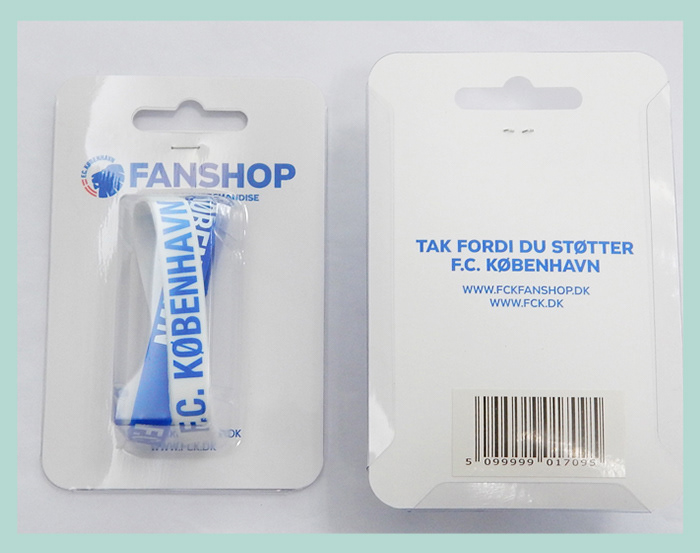 F.C. KØBENHAVN
FANSHOP
F.C. KØBENHAVN
WWW.FCK.DK
TAK FORDI DU STØTTER
F.C. KØBENHAVN
WWW.FCKFANSHOP.DK
WWW.FCK.DK
5 099999 017095